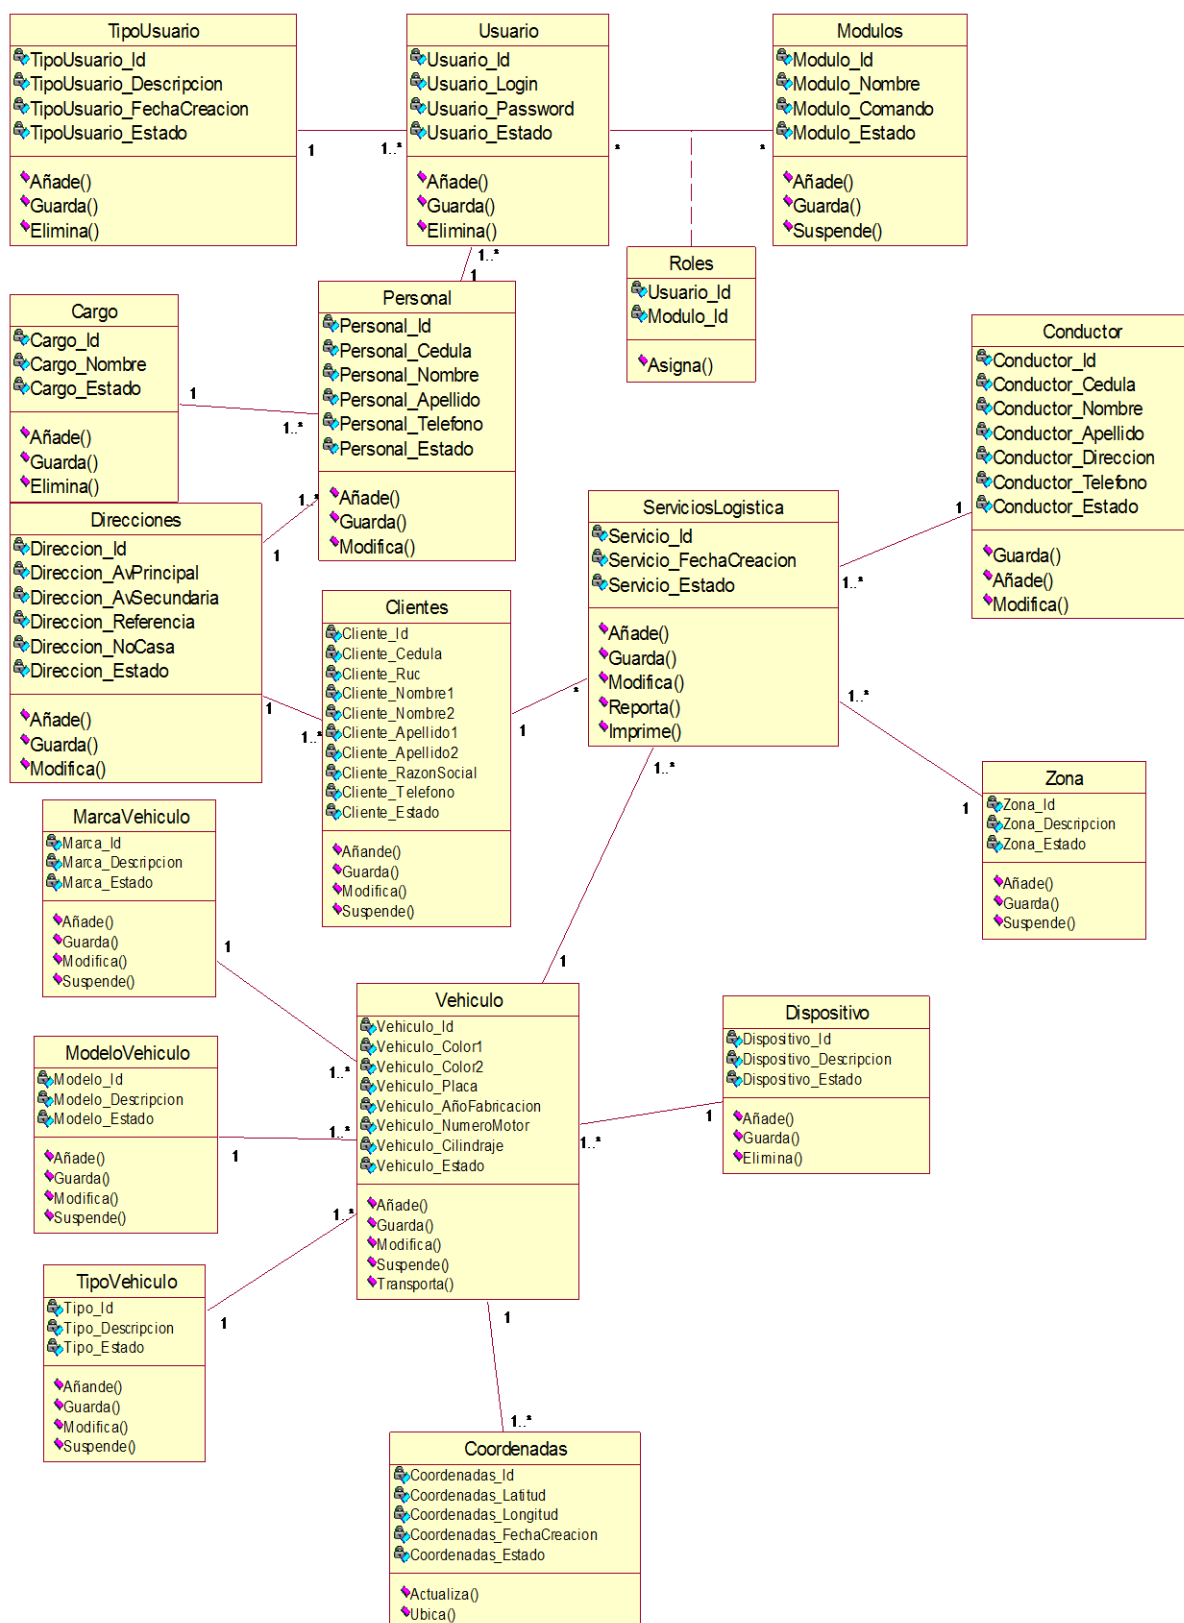 TipoUsuario
TipoUsuario_Id
TipoUsuario_Descripcion
TipoUsuario_FechaCreacion
TipoUsuario_Estado
Añade()
Guarda()
Elimina()
1
1..*
Usuario
Usuario_Id
Usuario_Login
Usuario_Password
Usuario_Estado
Añade()
Guarda()
Elimina()
*
*
Modulos
Modulo_Id
Modulo_Nombre
Modulo_Comando
Modulo_Estado
Añade()
Guarda()
Suspende()
1..*
1
Roles
Usuario_Id
Modulo_Id
Asigna()
Personal
Personal_Id
Personal_Cedula
Personal_Nombre
Personal_Apellido
Personal_Telefono
Personal_Estado
Añade()
Guarda()
Modifica()
Cargo
Cargo_Id
Cargo_Nombre
Cargo_Estado
Añade()
Guarda()
Elimina()
1
1..*
Conductor
Conductor_Id
Conductor_Cedula
Conductor_Nombre
Conductor_Apellido
Conductor_Direccion
Conductor_Telefono
Conductor_Estado
Guarda()
Añade()
Modifica()
1
1..*
Direcciones
Direccion_Id
Direccion_AvPrincipal
Direccion_AvSecundaria
Direccion_Referencia
Direccion_NoCasa
Direccion_Estado
Añade()
Guarda()
Modifica()
1..*
1
1
1..*
ServiciosLogistica
Servicio_Id
Servicio_FechaCreacion
Servicio_Estado
Añade()
Guarda()
Modifica()
Reporta()
Imprime()
Clientes
Cliente_Id
Cliente_Cedula
Cliente_Ruc
Cliente_Nombre1
Cliente_Nombre2
Cliente_Apellido1
Cliente_Apellido2
Cliente_RazonSocial
Cliente_Telefono
Cliente_Estado
Añande()
Guarda()
Modifica()
Suspende()
1
*
1..*
1
Zona
Zona_Id
Zona_Descripcion
Zona_Estado
Añade()
Guarda()
Suspende()
1..*
1
MarcaVehiculo
Marca_Id
Marca_Descripcion
Marca_Estado
Añade()
Guarda()
Modifica()
Suspende()
1
1..*
Vehiculo
Vehiculo_Id
Vehiculo_Color1
Vehiculo_Color2
Vehiculo_Placa
Vehiculo_AñoFabricacion
Vehiculo_NumeroMotor
Vehiculo_Cilindraje
Vehiculo_Estado
Añade()
Guarda()
Modifica()
Suspende()
Transporta()
Dispositivo
Dispositivo_Id
Dispositivo_Descripcion
Dispositivo_Estado
Añade()
Guarda()
Elimina()
1
1..*
ModeloVehiculo
Modelo_Id
Modelo_Descripcion
Modelo_Estado
Añade()
Guarda()
Modifica()
Suspende()
1
1..*
TipoVehiculo
Tipo_Id
Tipo_Descripcion
Tipo_Estado
Añande()
Guarda()
Modifica()
Suspende()
1
1..*
1
1..*
Coordenadas
Coordenadas_Id
Coordenadas_Latitud
Coordenadas_Longitud
Coordenadas_FechaCreacion
Coordenadas_Estado
Actualiza()
Ubica()